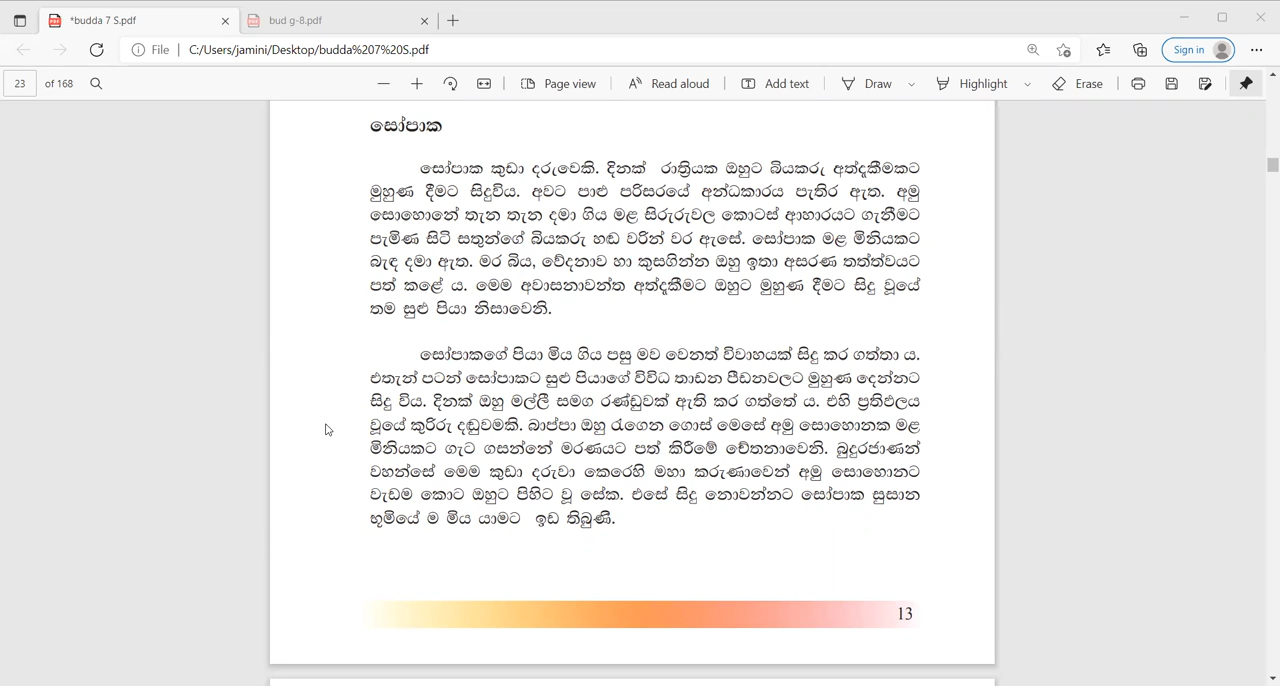 *budda 7 S.pdf
bud g-8.pdf
File
C:/Users/jamini/Desktop/budda%207%20S.pdf
Sign in
23 of 168
Page view
Read aloud
Add text
Draw
Highlight
Erase
සෝපාක
සෝපාක කුඩා දරුවෙකි. දිනක් රාත්‍රියක ඔහුට බියකරු අත්දැකීමකට
මුහුණ දීමට සිදුවිය. අවට පාළු පරිසරයේ අන්ධකාරය පැතිර ඇත. අමු
සොහොනේ තැන තැන දමා ගිය මළ සිරුරුවල කොටස් ආහාරයට ගැනීමට
පැමිණ සිටි සතුන්ගේ බියකරු හඬ වරින් වර ඇසේ. සෝපාක මළ මිනියකට
බැඳ දමා ඇත. මර බිය, වේදනාව හා කුසගින්න ඔහු ඉතා අසරණ තත්ත්වයට
පත් කළේ ය. මෙම අවාසනාවන්ත අත්දැකීමට ඔහුට මුහුණ දීමට සිදු වූයේ
තම සුළු පියා නිසාවෙනි.
සෝපාකගේ පියා මිය ගිය පසු මව වෙනත් විවාහයක් සිදු කර ගත්තා ය.
එතැන් පටන් සෝපාකට සුළු පියාගේ විවිධ තාඩන පීඩනවලට මුහුණ දෙන්නට
සිදු විය. දිනක් ඔහු මල්ලී සමග රණ්ඩුවක් ඇති කර ගත්තේ ය. එහි ප්‍රතිඵලය
වූයේ කුරිරු දඬුවමකි. බාප්පා ඔහු රැගෙන ගොස් මෙසේ අමු සොහොනක මළ
මිනියකට ගැට ගසන්නේ මරණයට පත් කිරීමේ චේතනාවෙනි. බුදුරජාණන්
වහන්සේ මෙම කුඩා දරුවා කෙරෙහි මහා කරුණාවෙන් අමු සොහොනට
වැඩම කොට ඔහුට පිහිට වූ සේක. එසේ සිදු නොවන්නට සෝපාක සුසාන
භූමියේ ම මිය යාමට ඉඩ තිබුණි.
13